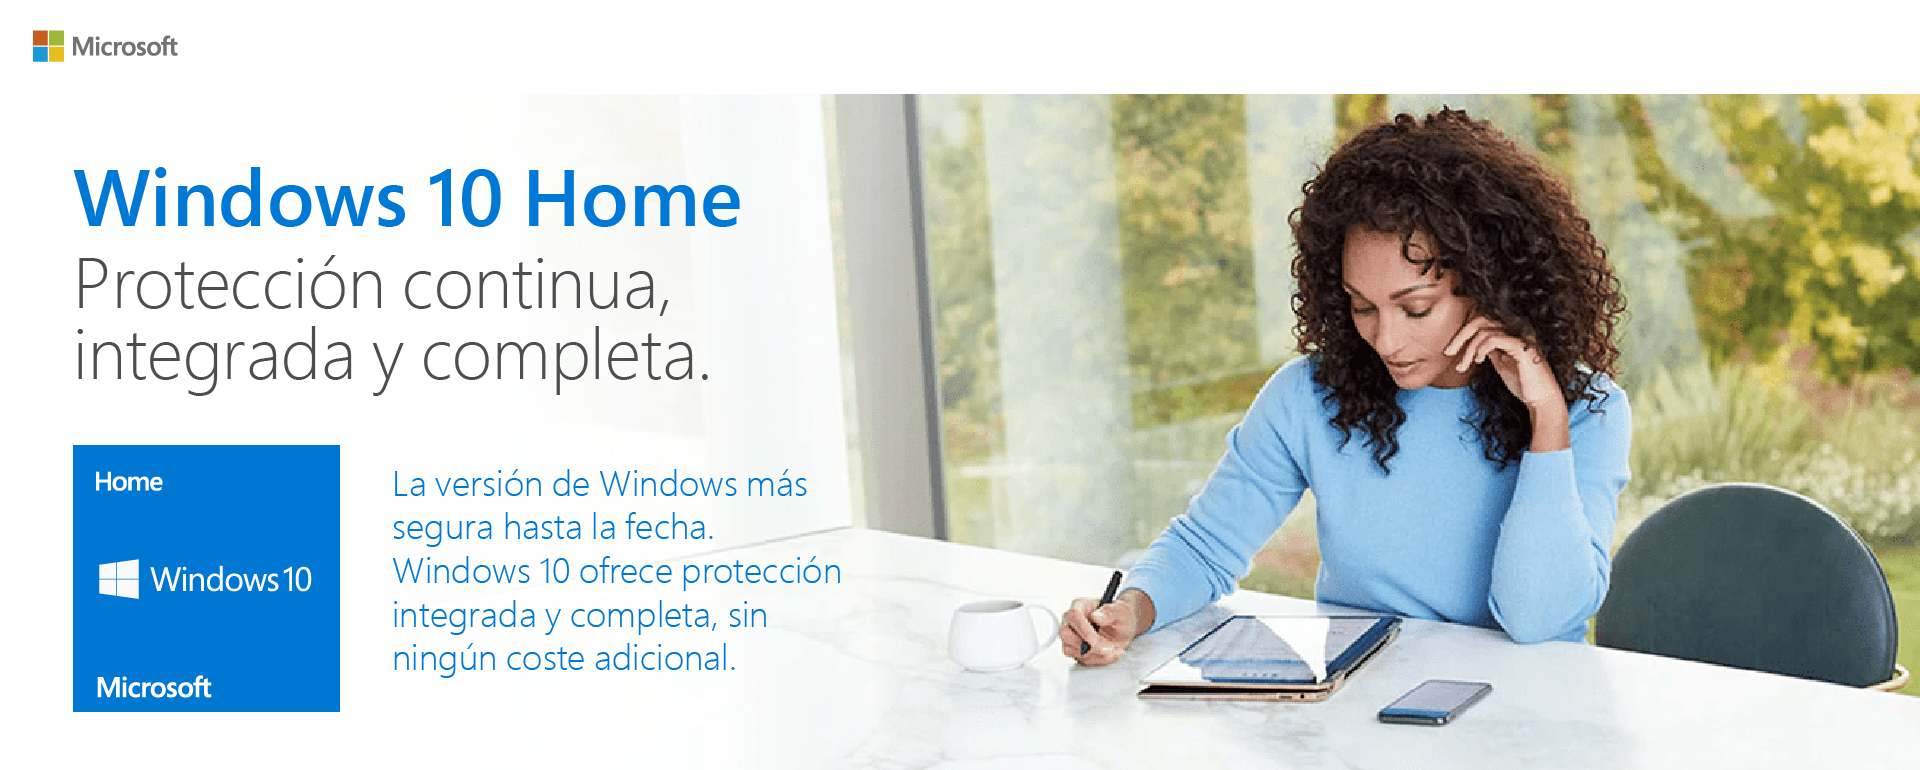 Microsoft
Windows 10 Home
Protección continua,
integrada y completa.
Home
Windows 10
Microsoft
La versión de Windows más
segura hasta la fecha.
Windows 10 ofrece protección
integrada y completa, sin
ningún coste adicional.